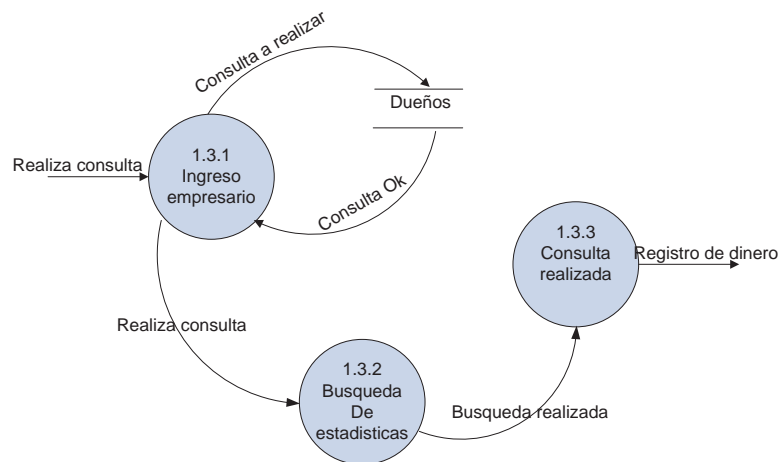 Consulta a realizar
Dueños
Realiza consulta
1.3.1
Ingreso
empresario
Consulta Ok
1.3.3
Consulta
realizada
Registro de dinero
Realiza consulta
1.3.2
Busqueda
De
estadisticas
Busqueda realizada